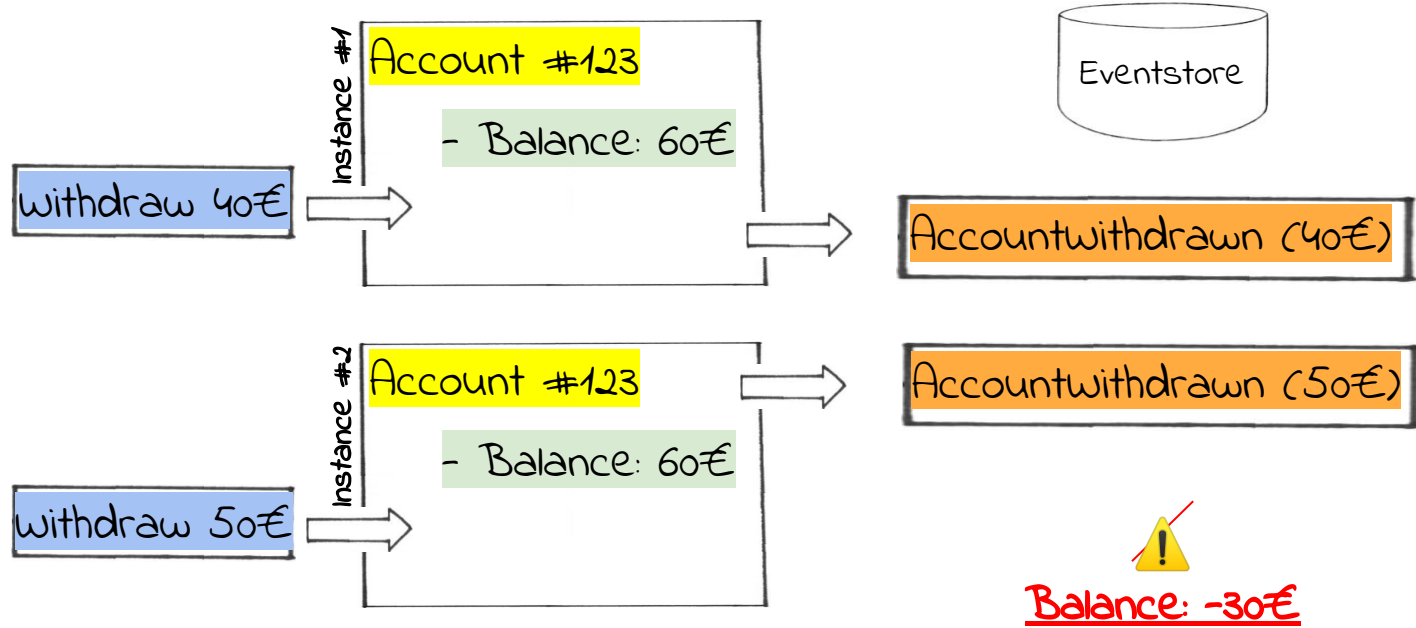 Instance #1
Account #123
- Balance: 60€
withdraw 40€
Eventstore
Accountwithdrawn (40€)
Instance #2
Account #123
- Balance: 60€
withdraw 50€
Accountwithdrawn (50€)
Balance: -30€